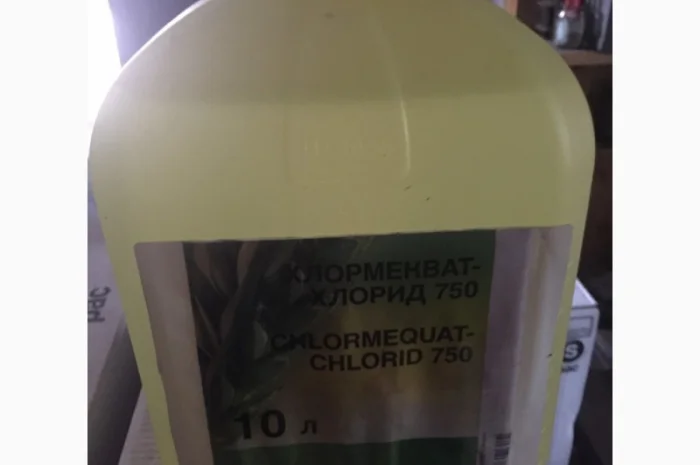 ХЛОРМЕКВАТ-
ХЛОРИД 750
CHLORMEQUAT-
CHLORID 750
10 л